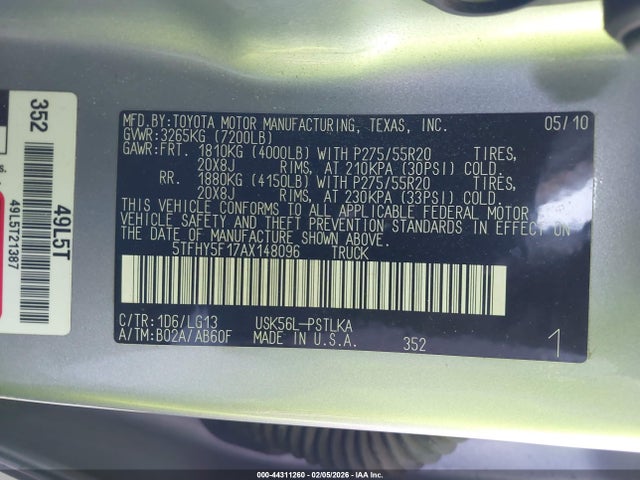 MFD.BY:TOYOTA MOTOR MANUFACTURING, TEXAS, INC. 05/10
GVWR:3265KG (7200LB)
GAWR:FRT. 1810KG (4000LB) WITH P275/55R20 TIRES,
20X8J RIMS, AT 210KPA (30PSI) COLD.
RR. 1880KG (4150LB) WITH P275/55R20 TIRES,
20X8J RIMS, AT 230KPA (33PSI) COLD.
THIS VEHICLE CONFORMS TO ALL APPLICABLE FEDERAL MOTOR
VEHICLE SAFETY AND THEFT PREVENTION STANDARDS IN EFFECT ON
THE DATE OF MANUFACTURE SHOWN ABOVE.
5TFHY5F17AX148096 TRUCK
C/TR:1D6/LG13 USK56L-PSTLKA
A/TM:B02A/AB60F MADE IN U.S.A. 352 1
352
49L5T
49L5T21387
s.
000-44311260 - 02/05/2026 - IAA Inc.